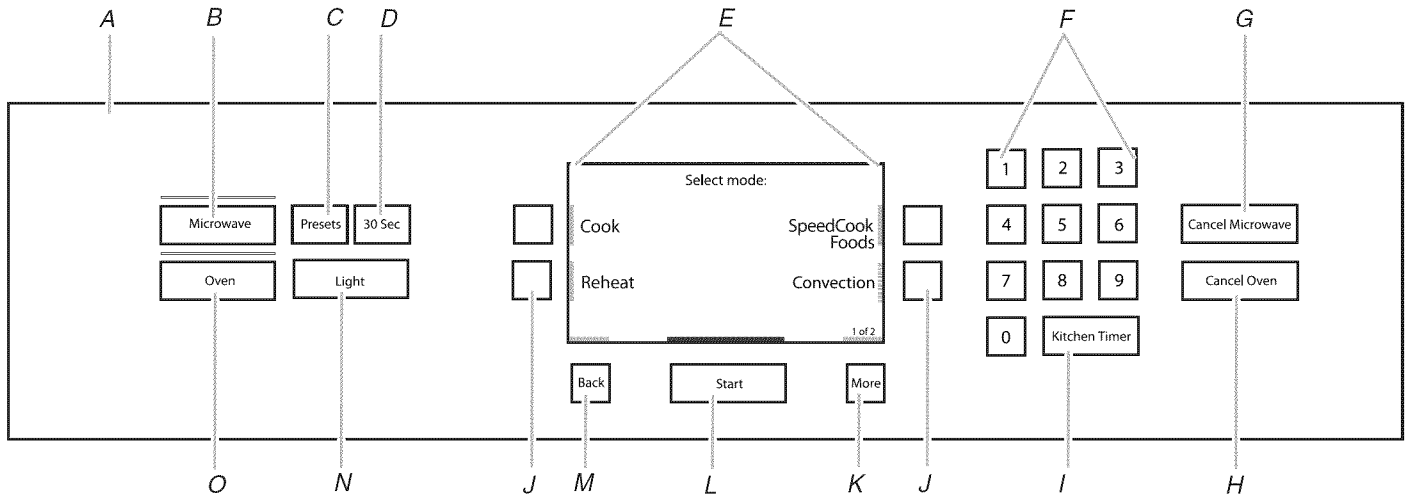 A B C D E F G
Select mode:
Microwave Presets 30 Sec
Oven Light
Cook SpeedCook
Foods
Reheat Convection
1 of 2
Back Start More
1 2 3
4 5 6
7 8 9
0 Kitchen Timer
Cancel Microwave
Cancel Oven
O N J M L K J I H